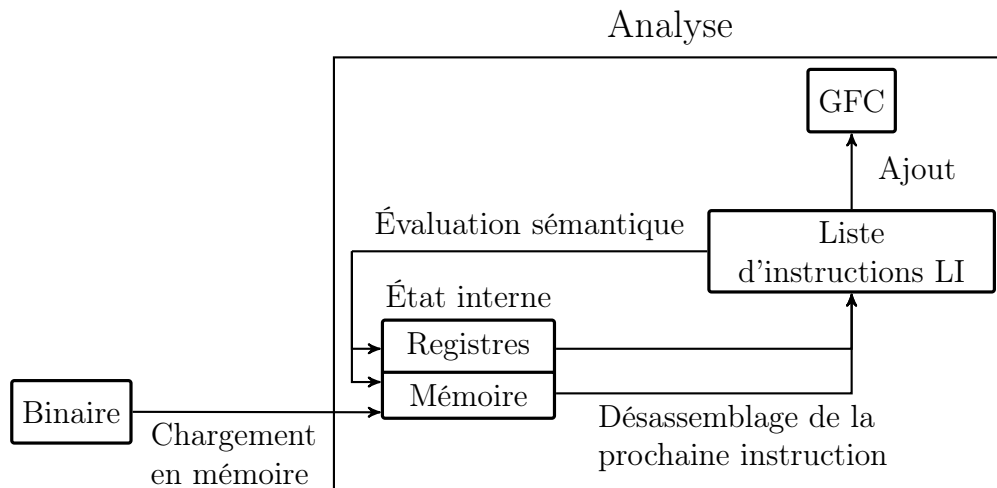 Analyse
GFC
Ajout
Évaluation sémantique
Liste
d'instructions LI
État interne
Registres
Mémoire
Binaire
Chargement
en mémoire
Désassemblage de la
prochaine instruction